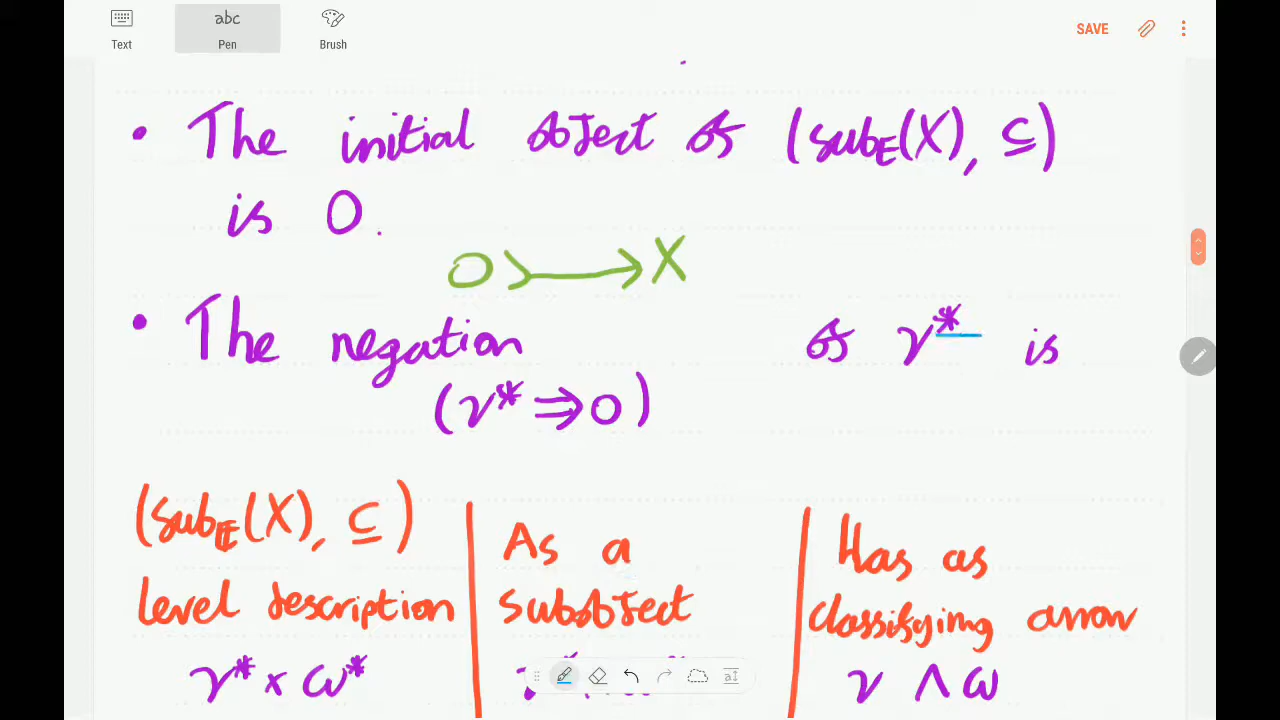 Text
abc
Pen
Brush
SAVE
• The initial object of (Sub_E(X), ⊆)
is 0.
0 >→ X
• The negation of γ* is
(γ* ⇒ 0)
(Sub_E(X), ⊆)
level description
γ* × ω*
As a
subobject
Has as
classifying arrow
γ ∧ ω